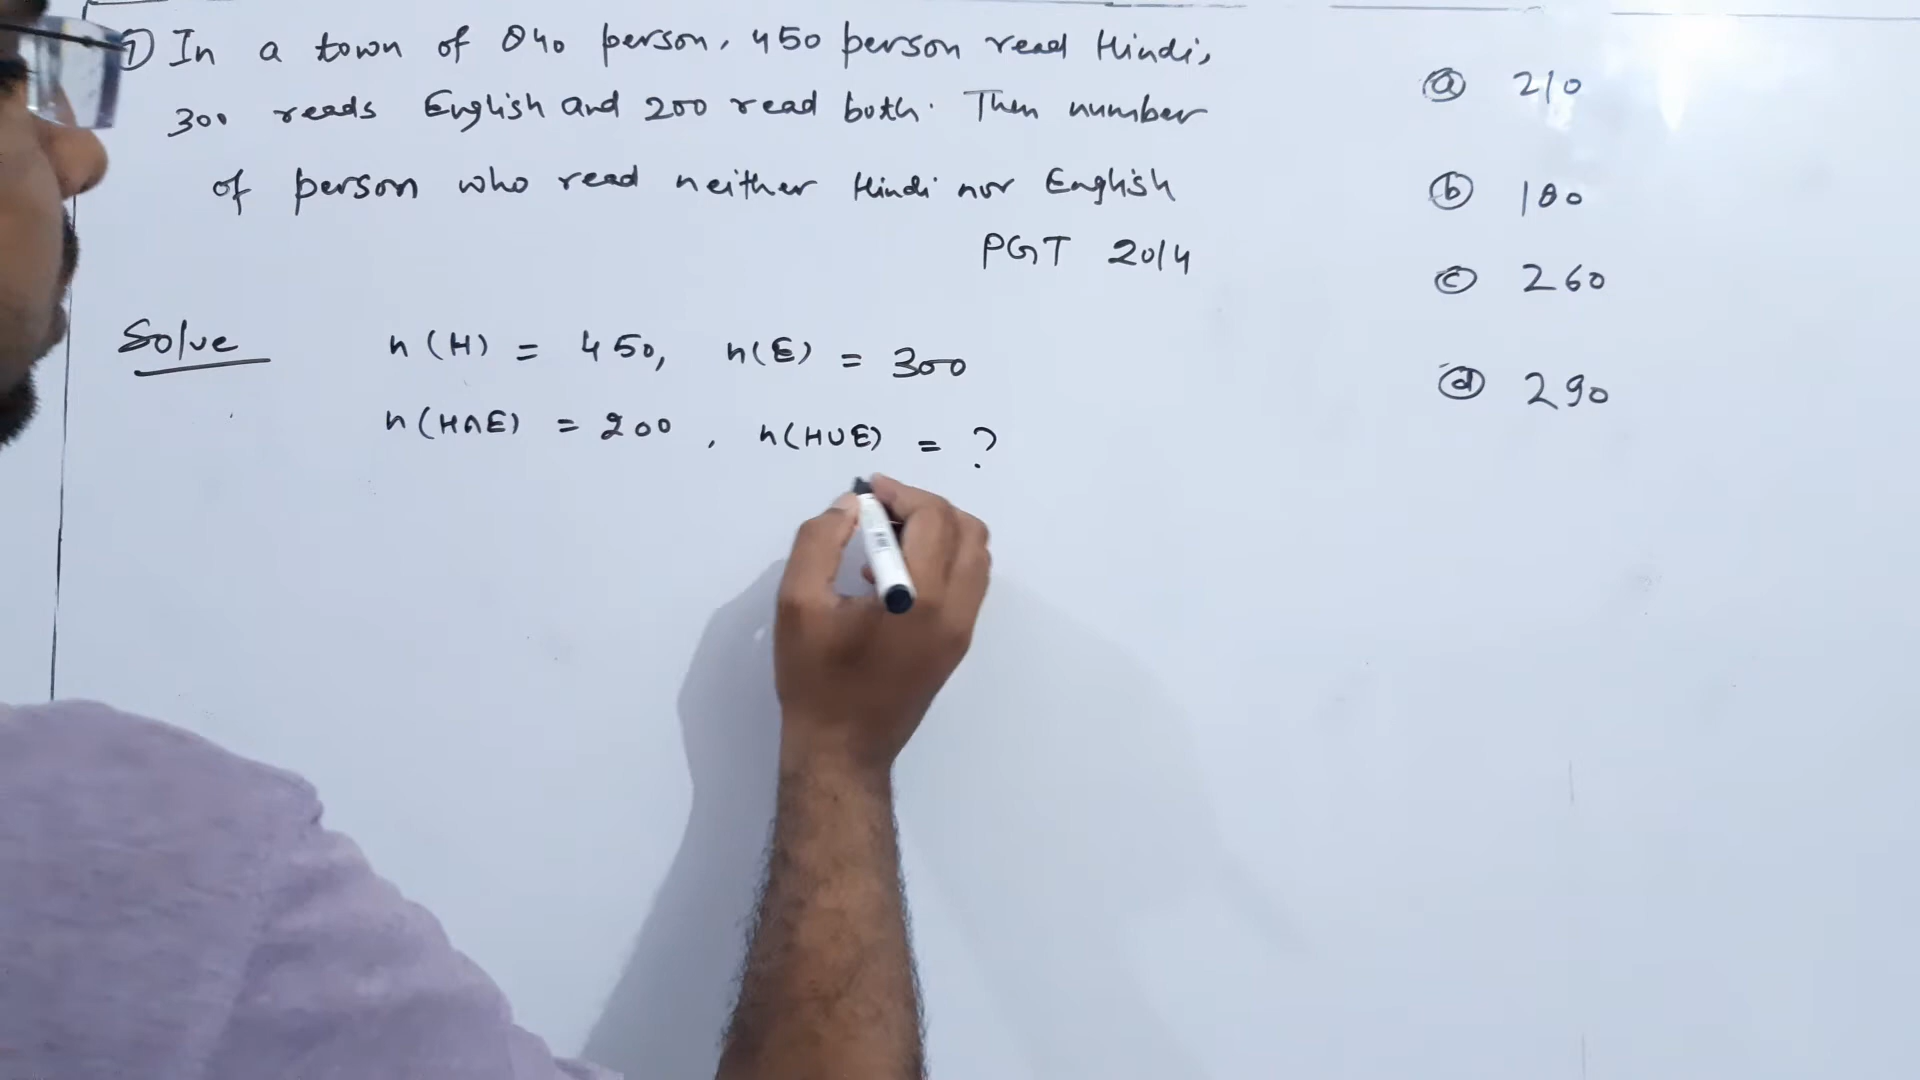 ① In a town of 840 person, 450 person read Hindi,
300 reads English and 200 read both. Then number
of person who read neither Hindi nor English
PGT 2014
ⓐ 210
ⓑ 180
ⓒ 260
ⓓ 290
Solve n(H) = 450, n(E) = 300
n(H∩E) = 200, n(H∪E) = ?